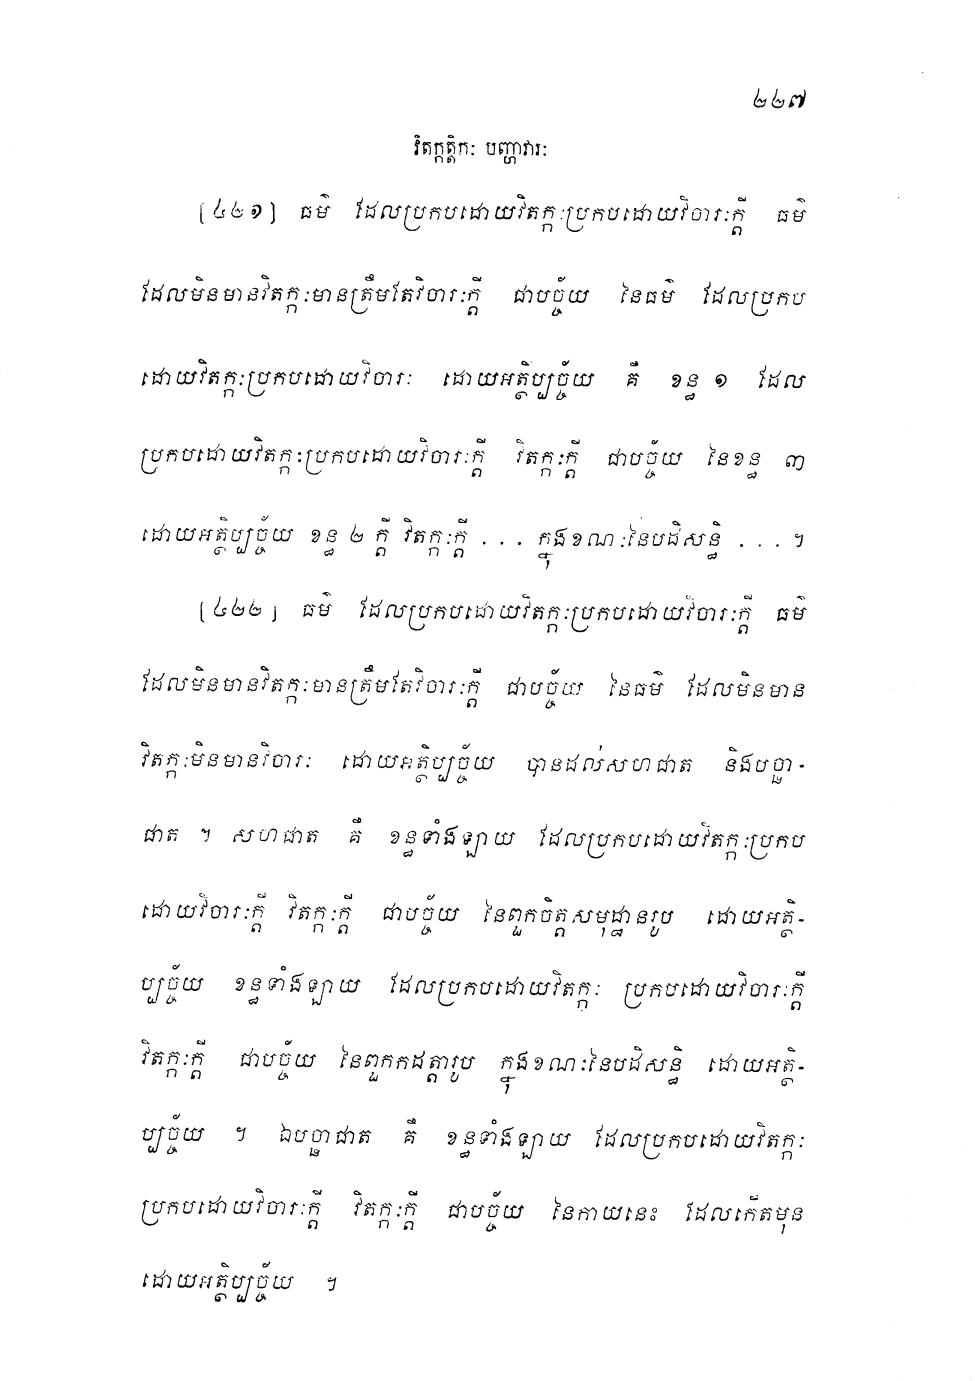 ២២៧
វិតក្កត្តិកៈ បញ្ហាវារៈ
[៤២១] ធម៌ ដែលប្រកបដោយវិតក្កៈប្រកបដោយវិចារៈក្តី ធម៌
ដែលមិនមានវិតក្កៈមានត្រឹមតែវិចារៈក្តី ជាបច្ច័យ នៃធម៌ ដែលប្រកប
ដោយវិតក្កៈប្រកបដោយវិចារៈ ដោយអត្ថិប្បច្ច័យ គឺ ខន្ធ ១ ដែល
ប្រកបដោយវិតក្កៈប្រកបដោយវិចារៈក្តី វិតក្កៈក្តី ជាបច្ច័យ នៃខន្ធ ៣
ដោយអត្ថិប្បច្ច័យ ខន្ធ ២ ក្តី វិតក្កៈក្តី . . . ក្នុងខណៈនៃបដិសន្ធិ . . . ។
[៤២២] ធម៌ ដែលប្រកបដោយវិតក្កៈប្រកបដោយវិចារៈក្តី ធម៌
ដែលមិនមានវិតក្កៈមានត្រឹមតែវិចារៈក្តី ជាបច្ច័យ នៃធម៌ ដែលមិនមាន
វិតក្កៈមិនមានវិចារៈ ដោយអត្ថិប្បច្ច័យ បានដល់សហជាត និងបច្ឆា-
ជាត ។ សហជាត គឺ ខន្ធទាំងឡាយ ដែលប្រកបដោយវិតក្កៈប្រកប
ដោយវិចារៈក្តី វិតក្កៈក្តី ជាបច្ច័យ នៃពួកចិត្តសមុដ្ឋានរូប ដោយអត្ថិ-
ប្បច្ច័យ ខន្ធទាំងឡាយ ដែលប្រកបដោយវិតក្កៈ ប្រកបដោយវិចារៈក្តី
វិតក្កៈក្តី ជាបច្ច័យ នៃពួកកដត្តារូប ក្នុងខណៈនៃបដិសន្ធិ ដោយអត្ថិ-
ប្បច្ច័យ ។ ឯបច្ឆាជាត គឺ ខន្ធទាំងឡាយ ដែលប្រកបដោយវិតក្កៈ
ប្រកបដោយវិចារៈក្តី វិតក្កៈក្តី ជាបច្ច័យ នៃកាយនេះ ដែលកើតមុន
ដោយអត្ថិប្បច្ច័យ ។